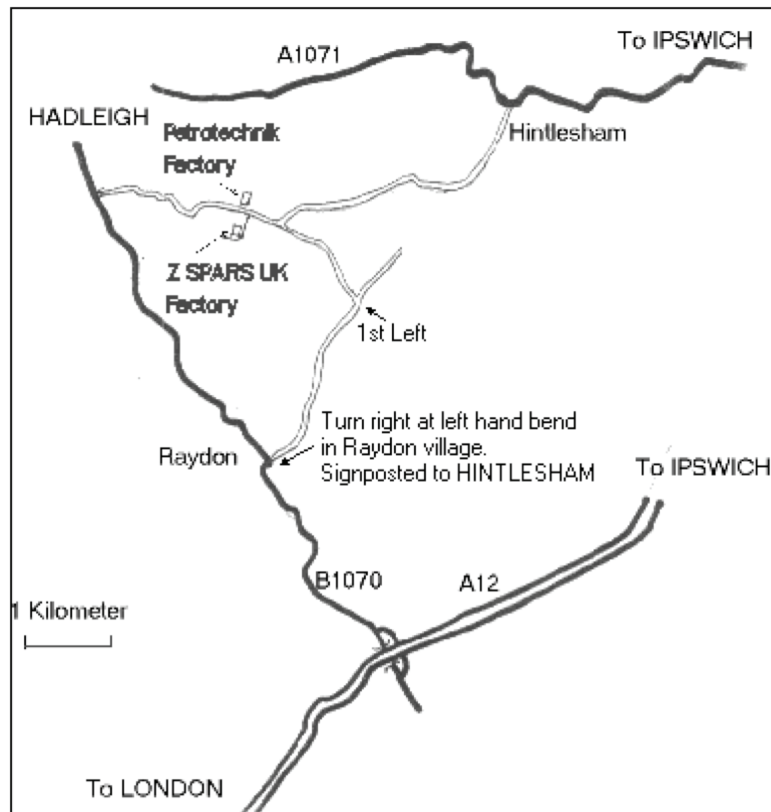 To IPSWICH
A1071
HADLEIGH
Petrotechnik
Factory
Hintlesham
Z SPARS UK
Factory
1st Left
Turn right at left hand bend
in Raydon village.
Signposted to HINTLESHAM
Raydon
To IPSWICH
B1070
A12
1 Kilometer
To LONDON